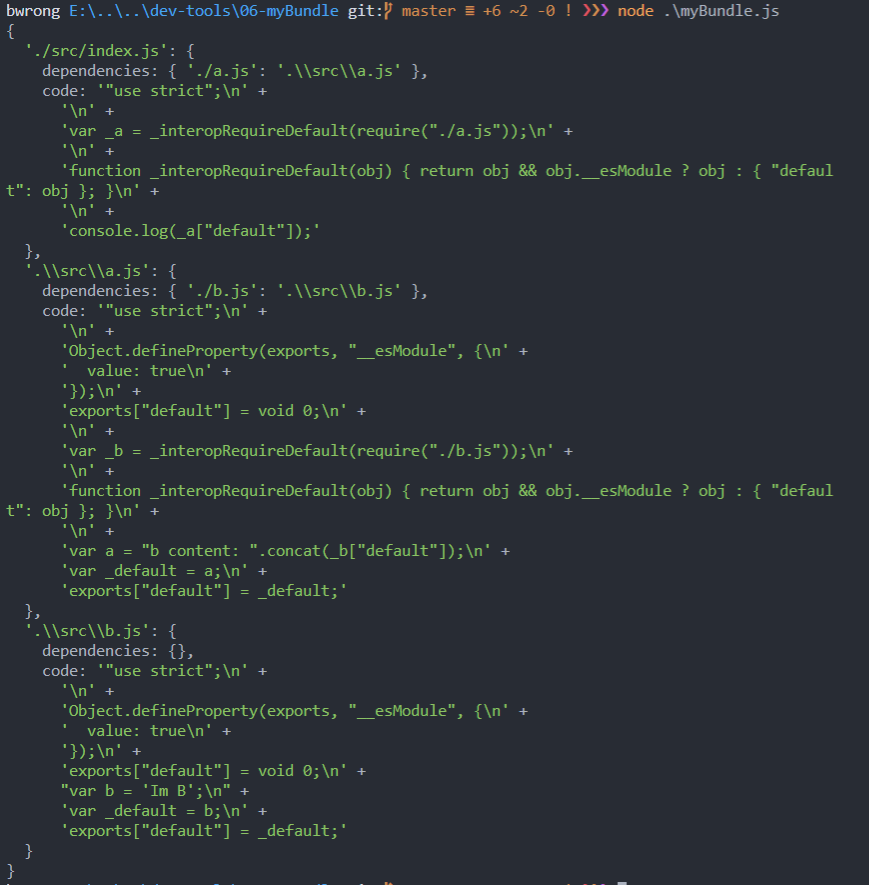 bwrong E:\..\..\dev-tools\06-myBundle git: master ≡ +6 ~2 -0 ! ❯❯❯ node .\myBundle.js
{
  './src/index.js': {
    dependencies: { './a.js': '.\\src\\a.js' },
    code: '"use strict";\n' +
      '\n' +
      'var _a = _interopRequireDefault(require("./a.js"));\n' +
      '\n' +
      'function _interopRequireDefault(obj) { return obj && obj.__esModule ? obj : { "defaul
t": obj }; }\n' +
      '\n' +
      'console.log(_a["default"]);'
  },
  '.\\src\\a.js': {
    dependencies: { './b.js': '.\\src\\b.js' },
    code: '"use strict";\n' +
      '\n' +
      'Object.defineProperty(exports, "__esModule", {\n' +
      '  value: true\n' +
      '});\n' +
      'exports["default"] = void 0;\n' +
      '\n' +
      'var _b = _interopRequireDefault(require("./b.js"));\n' +
      '\n' +
      'function _interopRequireDefault(obj) { return obj && obj.__esModule ? obj : { "defaul
t": obj }; }\n' +
      '\n' +
      'var a = "b content: ".concat(_b["default"]);\n' +
      'var _default = a;\n' +
      'exports["default"] = _default;'
  },
  '.\\src\\b.js': {
    dependencies: {},
    code: '"use strict";\n' +
      '\n' +
      'Object.defineProperty(exports, "__esModule", {\n' +
      '  value: true\n' +
      '});\n' +
      'exports["default"] = void 0;\n' +
      "var b = 'Im B';\n" +
      'var _default = b;\n' +
      'exports["default"] = _default;'
  }
}